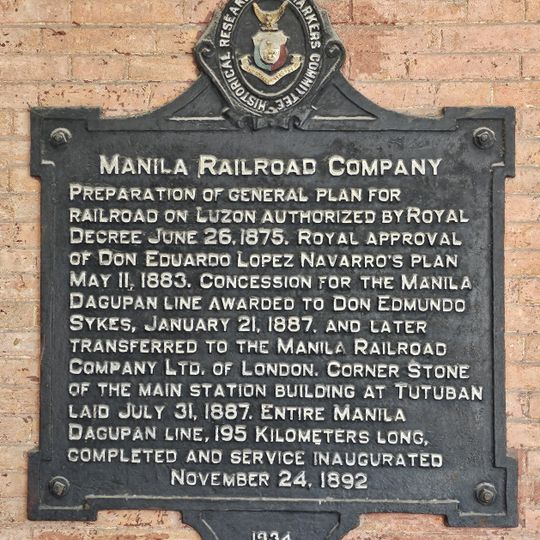 HISTORICAL RESEARCH MARKERS COMMITTEE
MANILA RAILROAD COMPANY
PREPARATION OF GENERAL PLAN FOR
RAILROAD ON LUZON AUTHORIZED BY ROYAL
DECREE JUNE 26, 1875. ROYAL APPROVAL
OF DON EDUARDO LOPEZ NAVARRO'S PLAN
MAY 11, 1883. CONCESSION FOR THE MANILA
DAGUPAN LINE AWARDED TO DON EDMUNDO
SYKES, JANUARY 21, 1887. AND LATER
TRANSFERRED TO THE MANILA RAILROAD
COMPANY LTD. OF LONDON. CORNER STONE
OF THE MAIN STATION BUILDING AT TUTUBAN
LAID JULY 31, 1887. ENTIRE MANILA
DAGUPAN LINE, 195 KILOMETERS LONG,
COMPLETED AND SERVICE INAUGURATED
NOVEMBER 24, 1892
1934